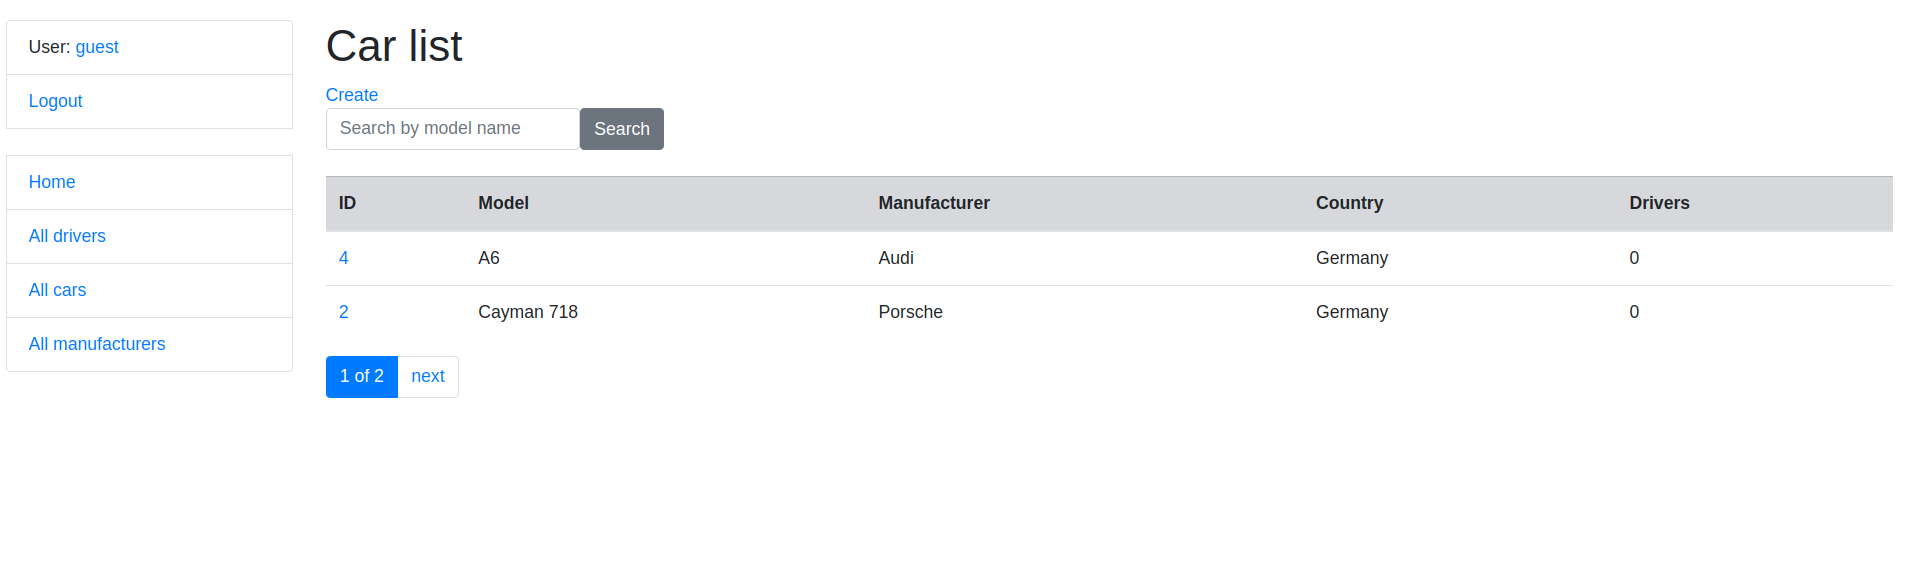 User: guest
Logout
Home
All drivers
All cars
All manufacturers
Car list
Create
Search by model name Search
ID Model Manufacturer Country Drivers
4 A6 Audi Germany 0
2 Cayman 718 Porsche Germany 0
1 of 2 next